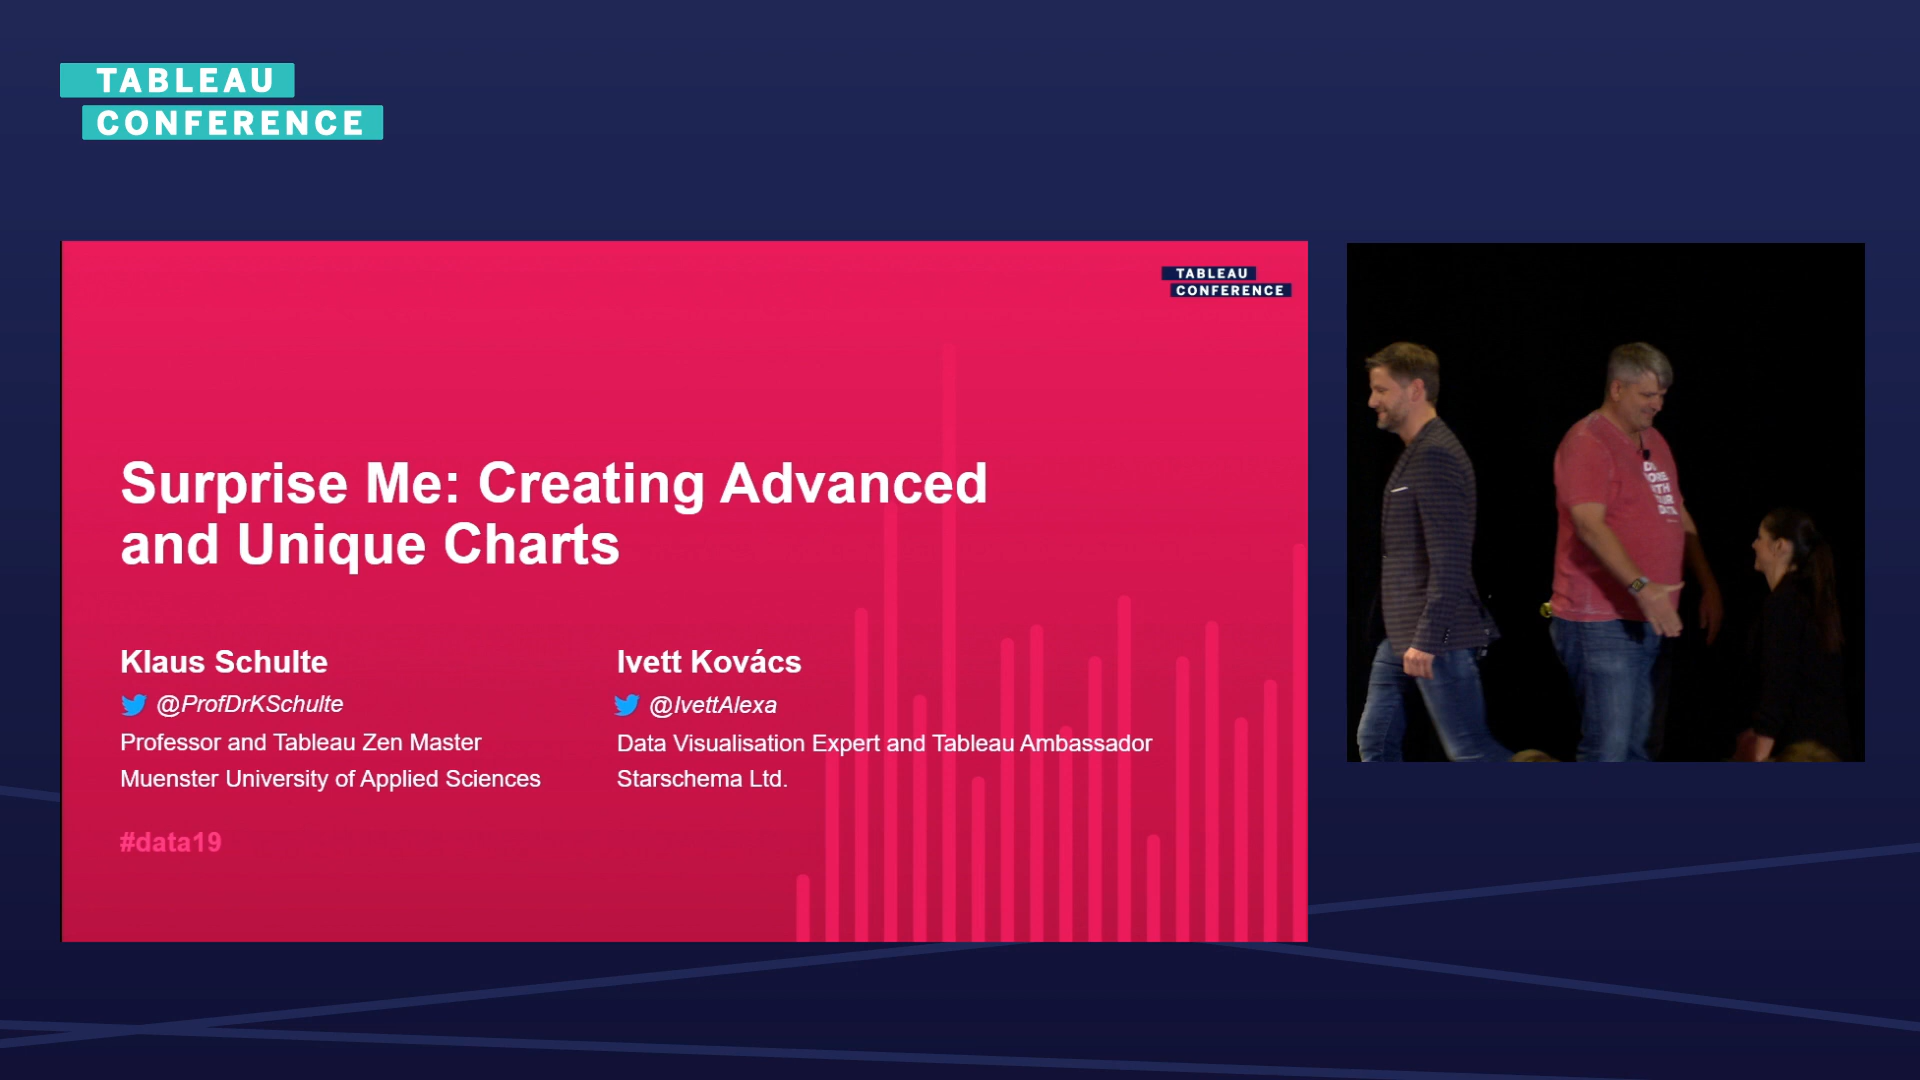 TABLEAU
CONFERENCE
TABLEAU
CONFERENCE
Surprise Me: Creating Advanced
and Unique Charts
Klaus Schulte
@ProfDrKSchulte
Professor and Tableau Zen Master
Muenster University of Applied Sciences
Ivett Kovács
@IvettAlexa
Data Visualisation Expert and Tableau Ambassador
Starschema Ltd.
#data19